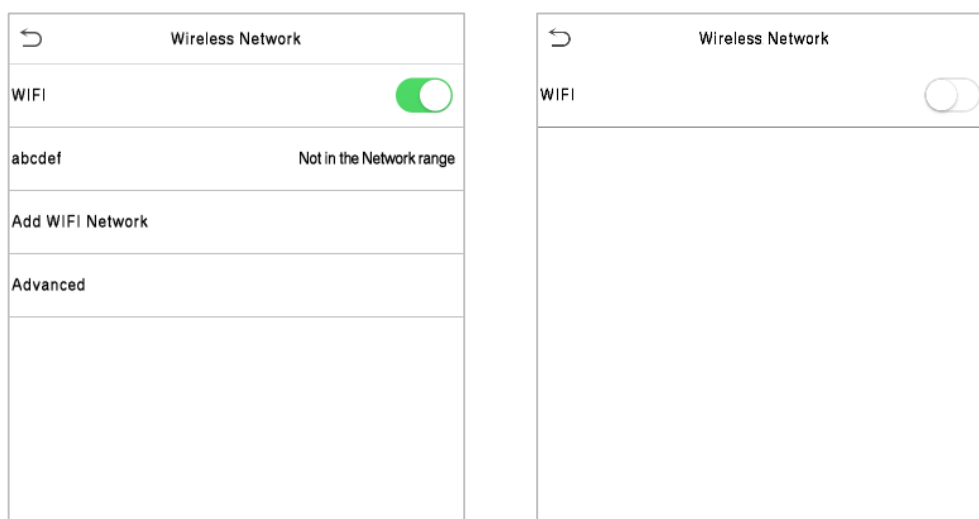 Wireless Network
WIFI
abcdef Not in the Network range
Add WIFI Network
Advanced
Wireless Network
WIFI